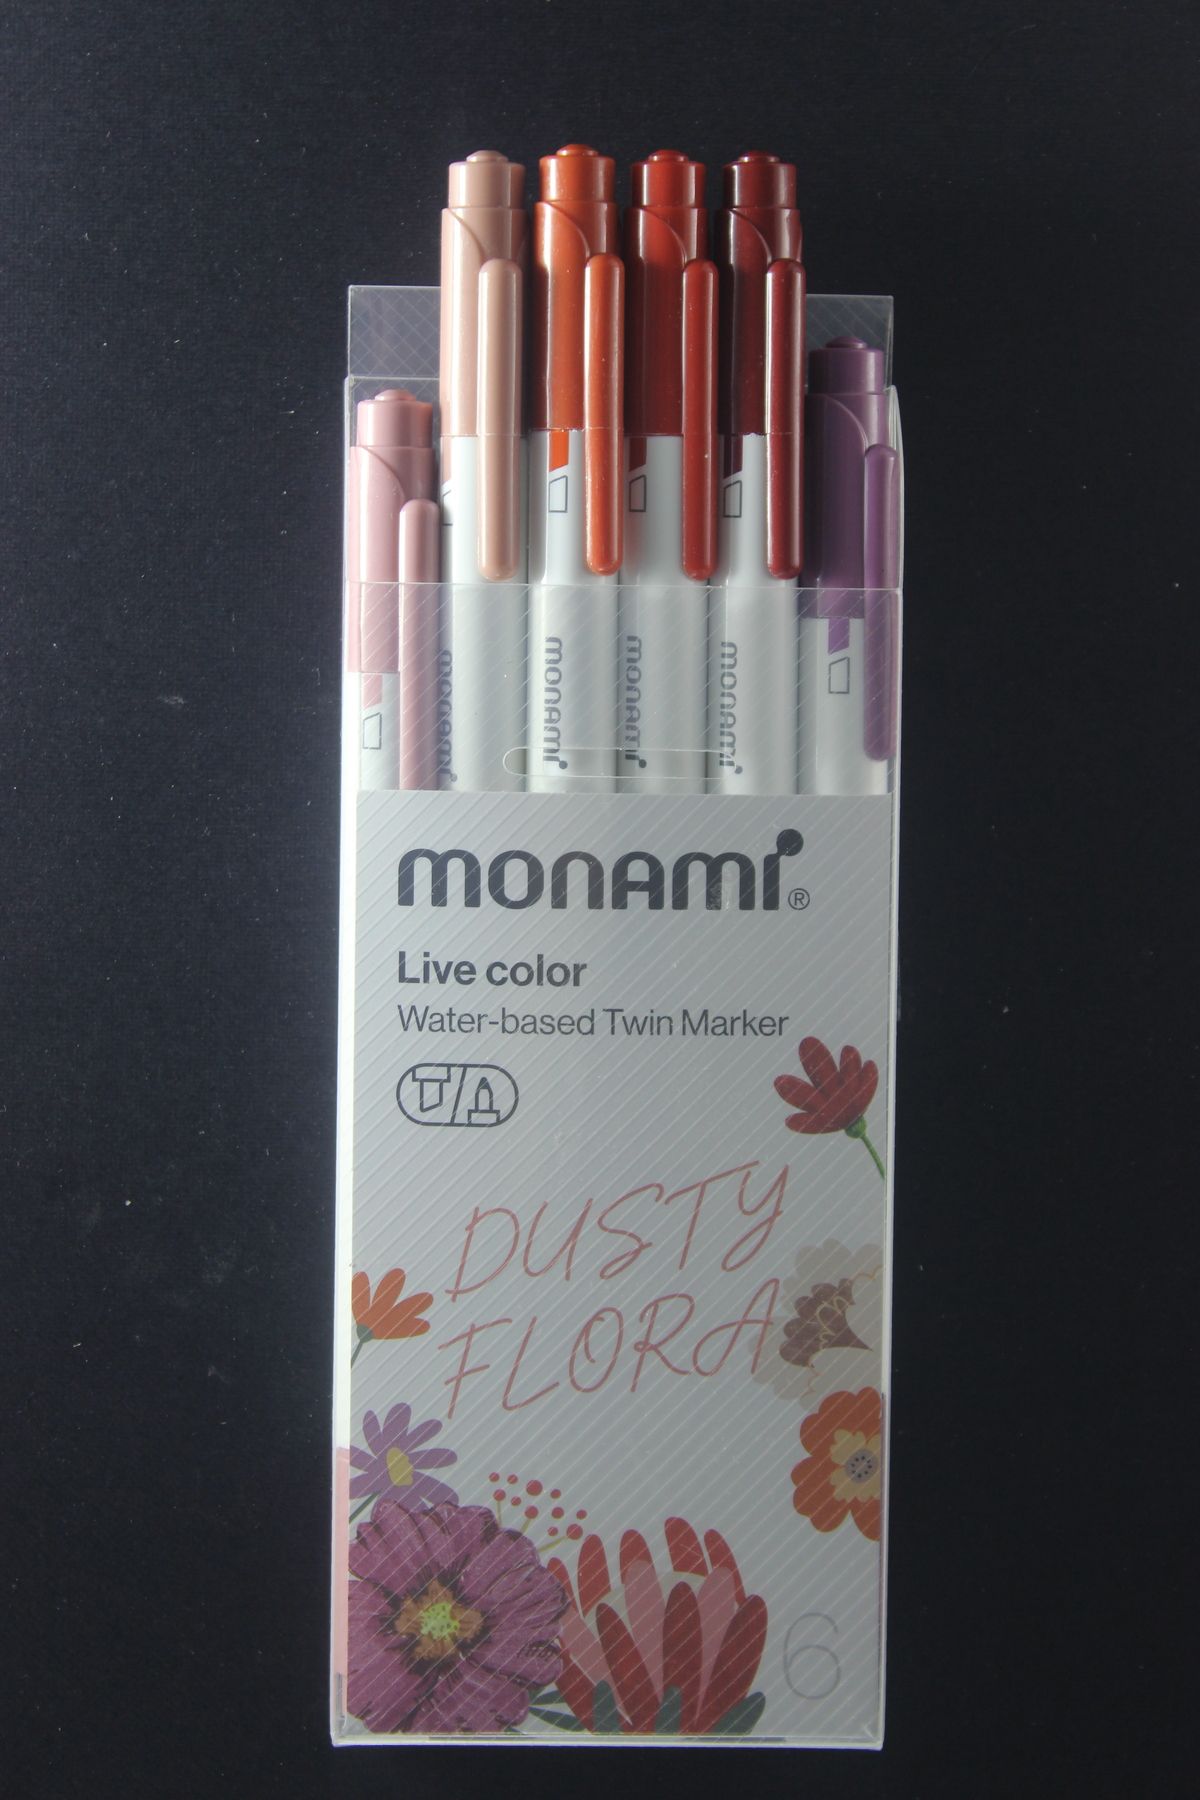 monami
monami
monami
monami
monami®
Live color
Water-based Twin Marker
DUSTY
FLORA
6